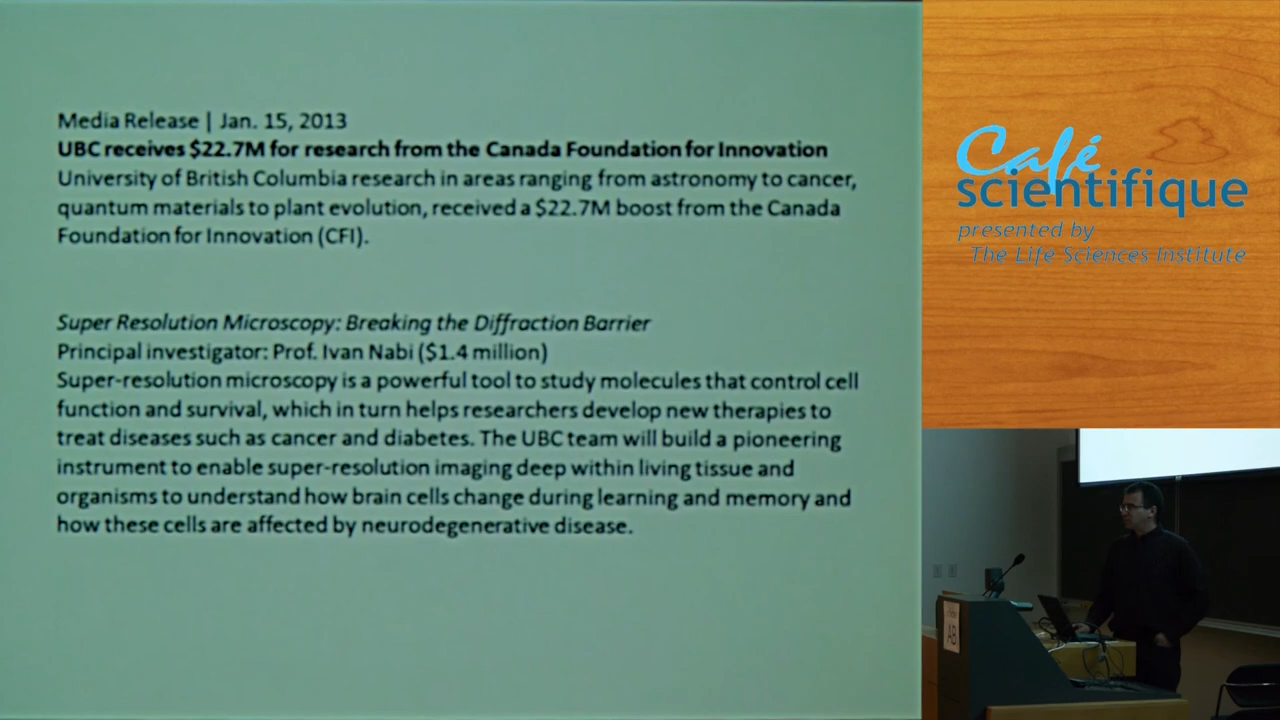 Media Release | Jan. 15, 2013
UBC receives $22.7M for research from the Canada Foundation for Innovation
University of British Columbia research in areas ranging from astronomy to cancer,
quantum materials to plant evolution, received a $22.7M boost from the Canada
Foundation for Innovation (CFI).
Super Resolution Microscopy: Breaking the Diffraction Barrier
Principal investigator: Prof. Ivan Nabi ($1.4 million)
Super-resolution microscopy is a powerful tool to study molecules that control cell
function and survival, which in turn helps researchers develop new therapies to
treat diseases such as cancer and diabetes. The UBC team will build a pioneering
instrument to enable super-resolution imaging deep within living tissue and
organisms to understand how brain cells change during learning and memory and
how these cells are affected by neurodegenerative disease.
Café
scientifique
presented by
The Life Sciences Institute
AB